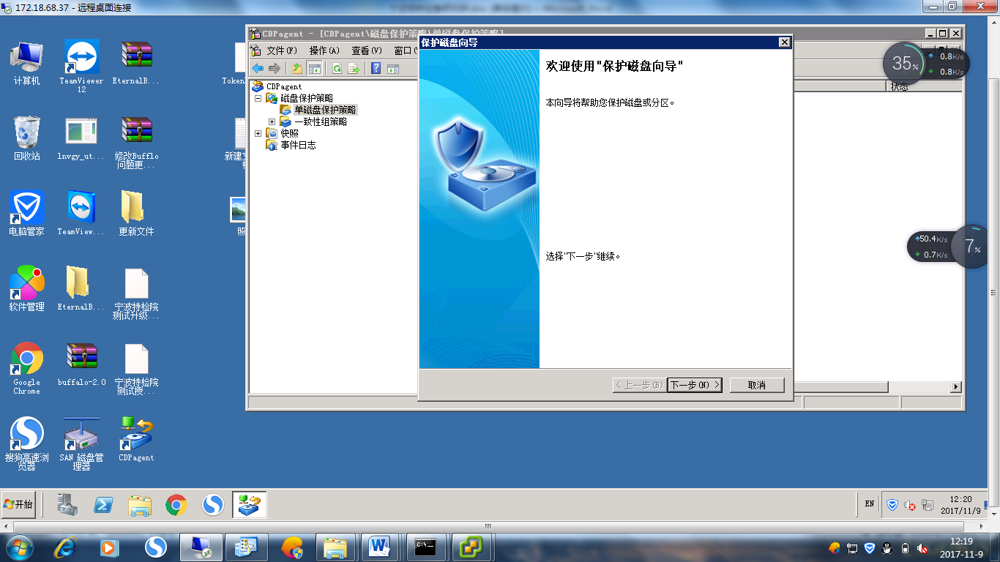 172.18.68.37 - 远程桌面连接
计算机
TeamViewer
12
EternalB...
Token
回收站
lnvgy_ut...
修改Bufflo
问题更...
电脑管家
TeamView...
更新文件
软件管理
EternalB...
宁波特检院
测试升级...
Google
Chrome
buffalo-2.0
宁波特检院
测试授...
搜狗高速浏
览器
SAN 磁盘管
理器
CDPagent
CDPagent - [CDPagent\磁盘保护策略\单磁盘保护策略]
文件(F) 操作(A) 查看(V) 窗口(
CDPagent
磁盘保护策略
单磁盘保护策略
一致性组策略
快照
事件日志
状态
保护磁盘向导
欢迎使用"保护磁盘向导"
本向导将帮助您保护磁盘或分区。
选择"下一步"继续。
< 上一步(B) 下一步(N) > 取消
35%
0.8K/s
0.8K/s
50.4K/s
0.7K/s
7%
开始
EN
12:20
2017/11/9
12:19
2017-11-9